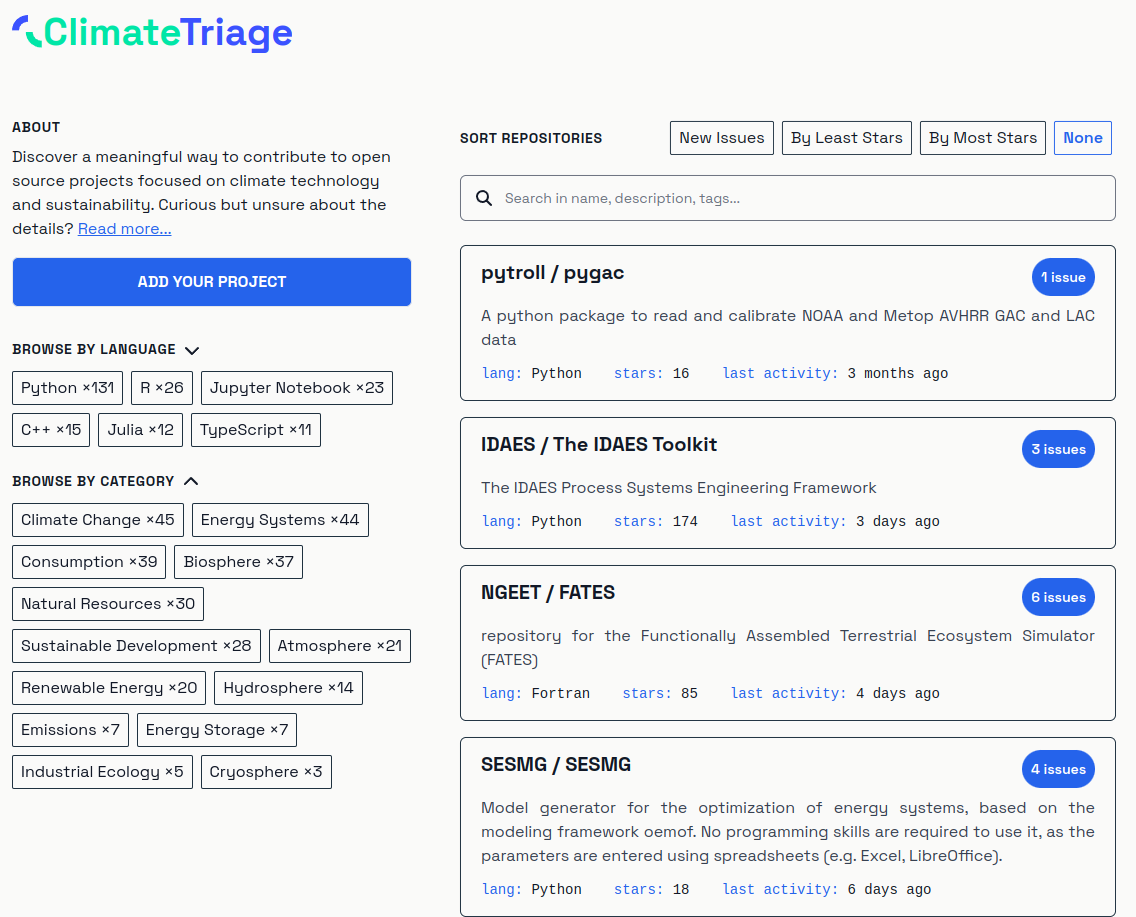 ClimateTriage
ABOUT
Discover a meaningful way to contribute to open
source projects focused on climate technology
and sustainability. Curious but unsure about the
details? Read more...
ADD YOUR PROJECT
BROWSE BY LANGUAGE
Python ×131 R ×26 Jupyter Notebook ×23
C++ ×15 Julia ×12 TypeScript ×11
BROWSE BY CATEGORY
Climate Change ×45 Energy Systems ×44
Consumption ×39 Biosphere ×37
Natural Resources ×30
Sustainable Development ×28 Atmosphere ×21
Renewable Energy ×20 Hydrosphere ×14
Emissions ×7 Energy Storage ×7
Industrial Ecology ×5 Cryosphere ×3
SORT REPOSITORIES New Issues By Least Stars By Most Stars None
Search in name, description, tags...
pytroll / pygac 1 issue
A python package to read and calibrate NOAA and Metop AVHRR GAC and LAC
data
lang: Python stars: 16 last activity: 3 months ago
IDAES / The IDAES Toolkit 3 issues
The IDAES Process Systems Engineering Framework
lang: Python stars: 174 last activity: 3 days ago
NGEET / FATES 6 issues
repository for the Functionally Assembled Terrestrial Ecosystem Simulator
(FATES)
lang: Fortran stars: 85 last activity: 4 days ago
SESMG / SESMG 4 issues
Model generator for the optimization of energy systems, based on the
modeling framework oemof. No programming skills are required to use it, as the
parameters are entered using spreadsheets (e.g. Excel, LibreOffice).
lang: Python stars: 18 last activity: 6 days ago